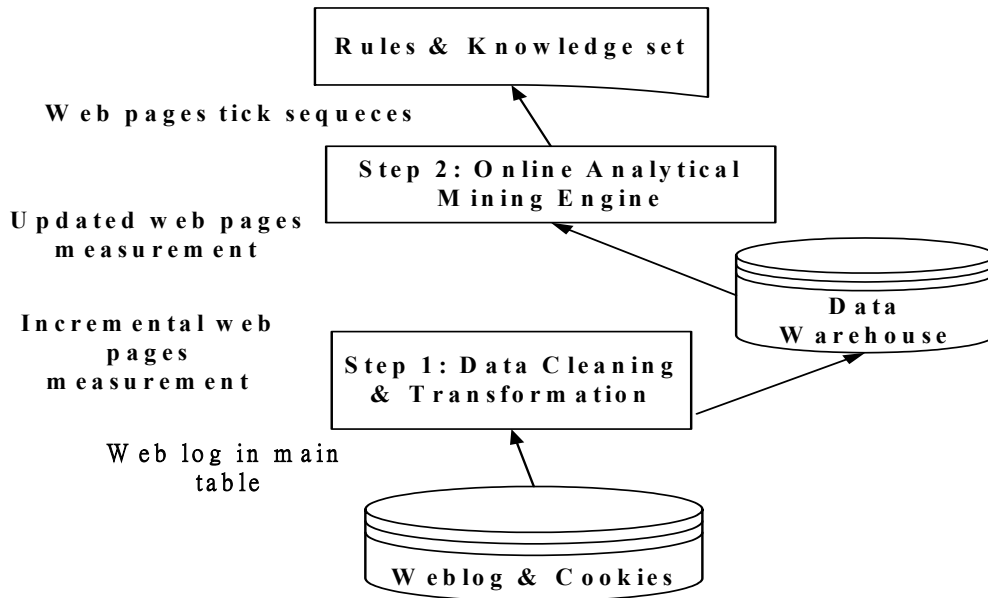 Rules & Knowledge set
Web pages tick sequeces
Step 2: Online Analytical
Mining Engine
Updated web pages
measurement
Data
Warehouse
Incremental web
pages
measurement
Step 1: Data Cleaning
& Transformation
Web log in main
table
Weblog & Cookies